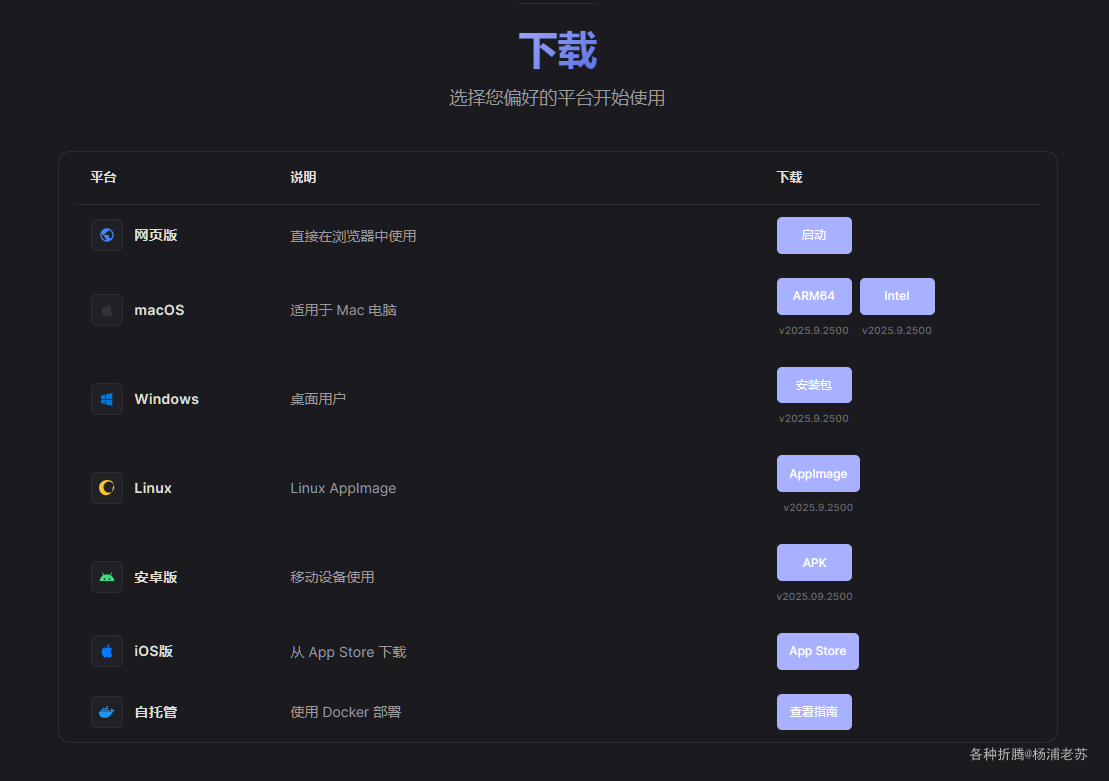 下载
选择您偏好的平台开始使用
平台 说明 下载
网页版 直接在浏览器中使用 启动
macOS 适用于 Mac 电脑 ARM64 Intel
v2025.9.2500 v2025.9.2500
Windows 桌面用户 安装包
v2025.9.2500
Linux Linux AppImage AppImage
v2025.9.2500
安卓版 移动设备使用 APK
v2025.09.2500
iOS版 从 App Store 下载 App Store
自托管 使用 Docker 部署 查看指南
各种折腾@杨浦老苏